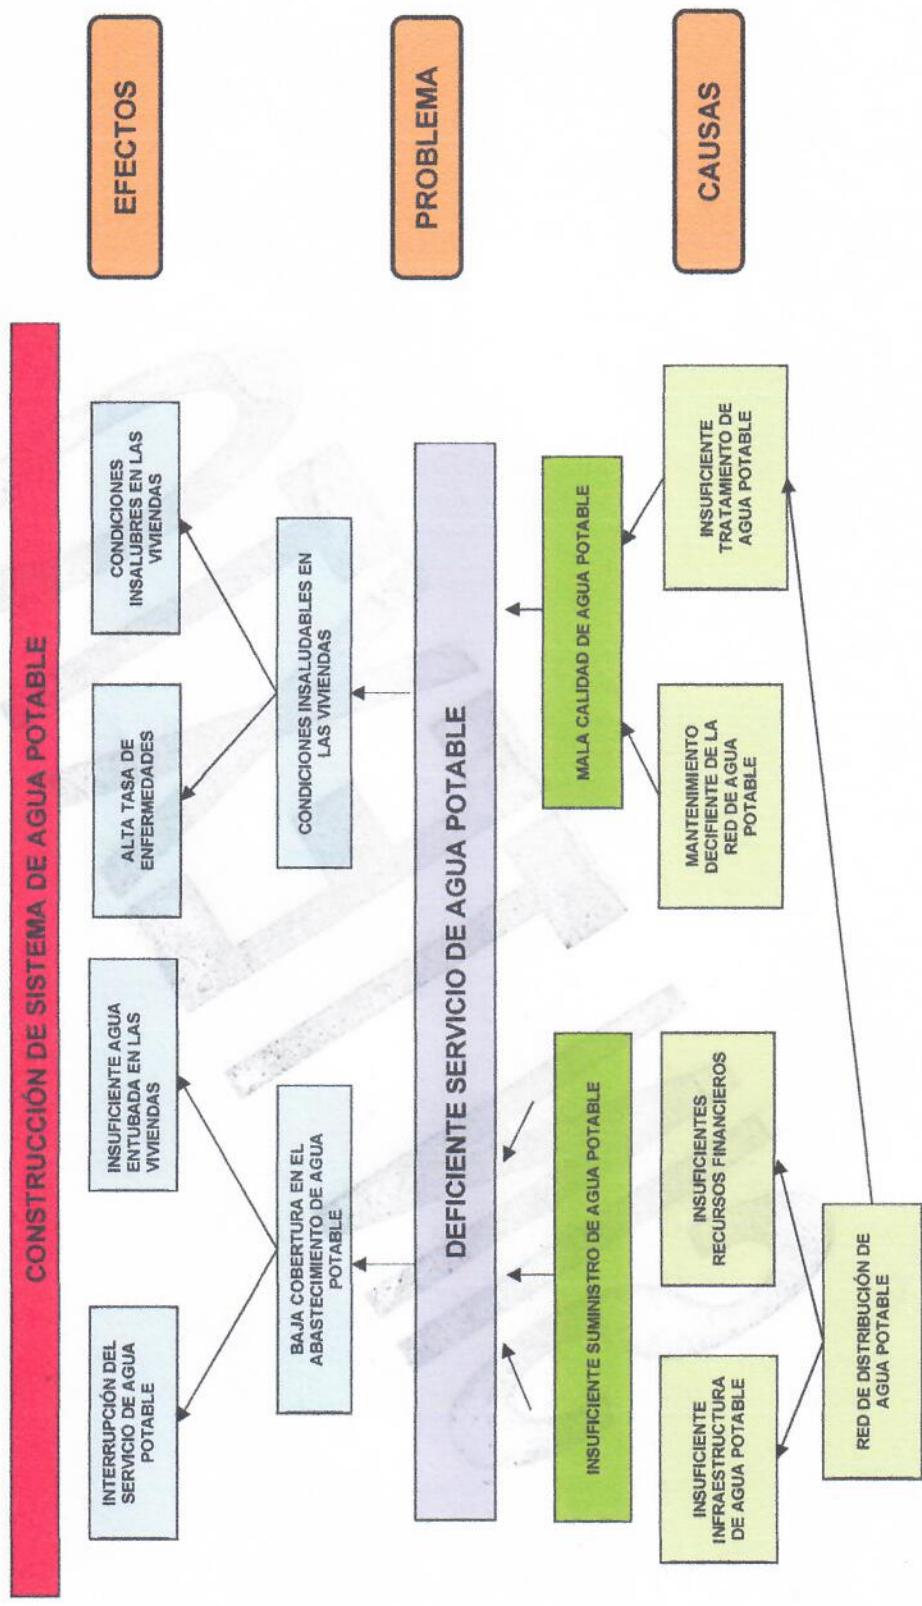 CONSTRUCCIÓN DE SISTEMA DE AGUA POTABLE
INTERRUPCIÓN DEL
SERVICIO DE AGUA
POTABLE
INSUFICIENTE AGUA
ENTUBADA EN LAS
VIVIENDAS
ALTA TASA DE
ENFERMEDADES
CONDICIONES
INSALUBRES EN LAS
VIVIENDAS
EFECTOS
BAJA COBERTURA EN EL
ABASTECIMIENTO DE AGUA
POTABLE
CONDICIONES INSALUDABLES EN
LAS VIVIENDAS
DEFICIENTE SERVICIO DE AGUA POTABLE
PROBLEMA
INSUFICIENTE SUMINISTRO DE AGUA POTABLE
MALA CALIDAD DE AGUA POTABLE
INSUFICIENTE
INFRAESTRUCTURA
DE AGUA POTABLE
INSUFICIENTES
RECURSOS FINANCIEROS
MANTENIMIENTO
DECIFIENTE DE LA
RED DE AGUA
POTABLE
INSUFICIENTE
TRATAMIENTO DE
AGUA POTABLE
CAUSAS
RED DE DISTRIBUCIÓN DE
AGUA POTABLE